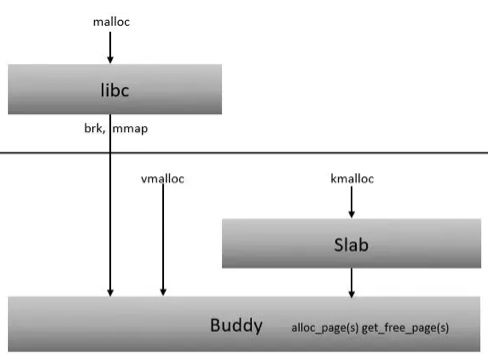 malloc
libc
brk, mmap
vmalloc
kmalloc
Slab
Buddy
alloc_page(s) get_free_page(s)